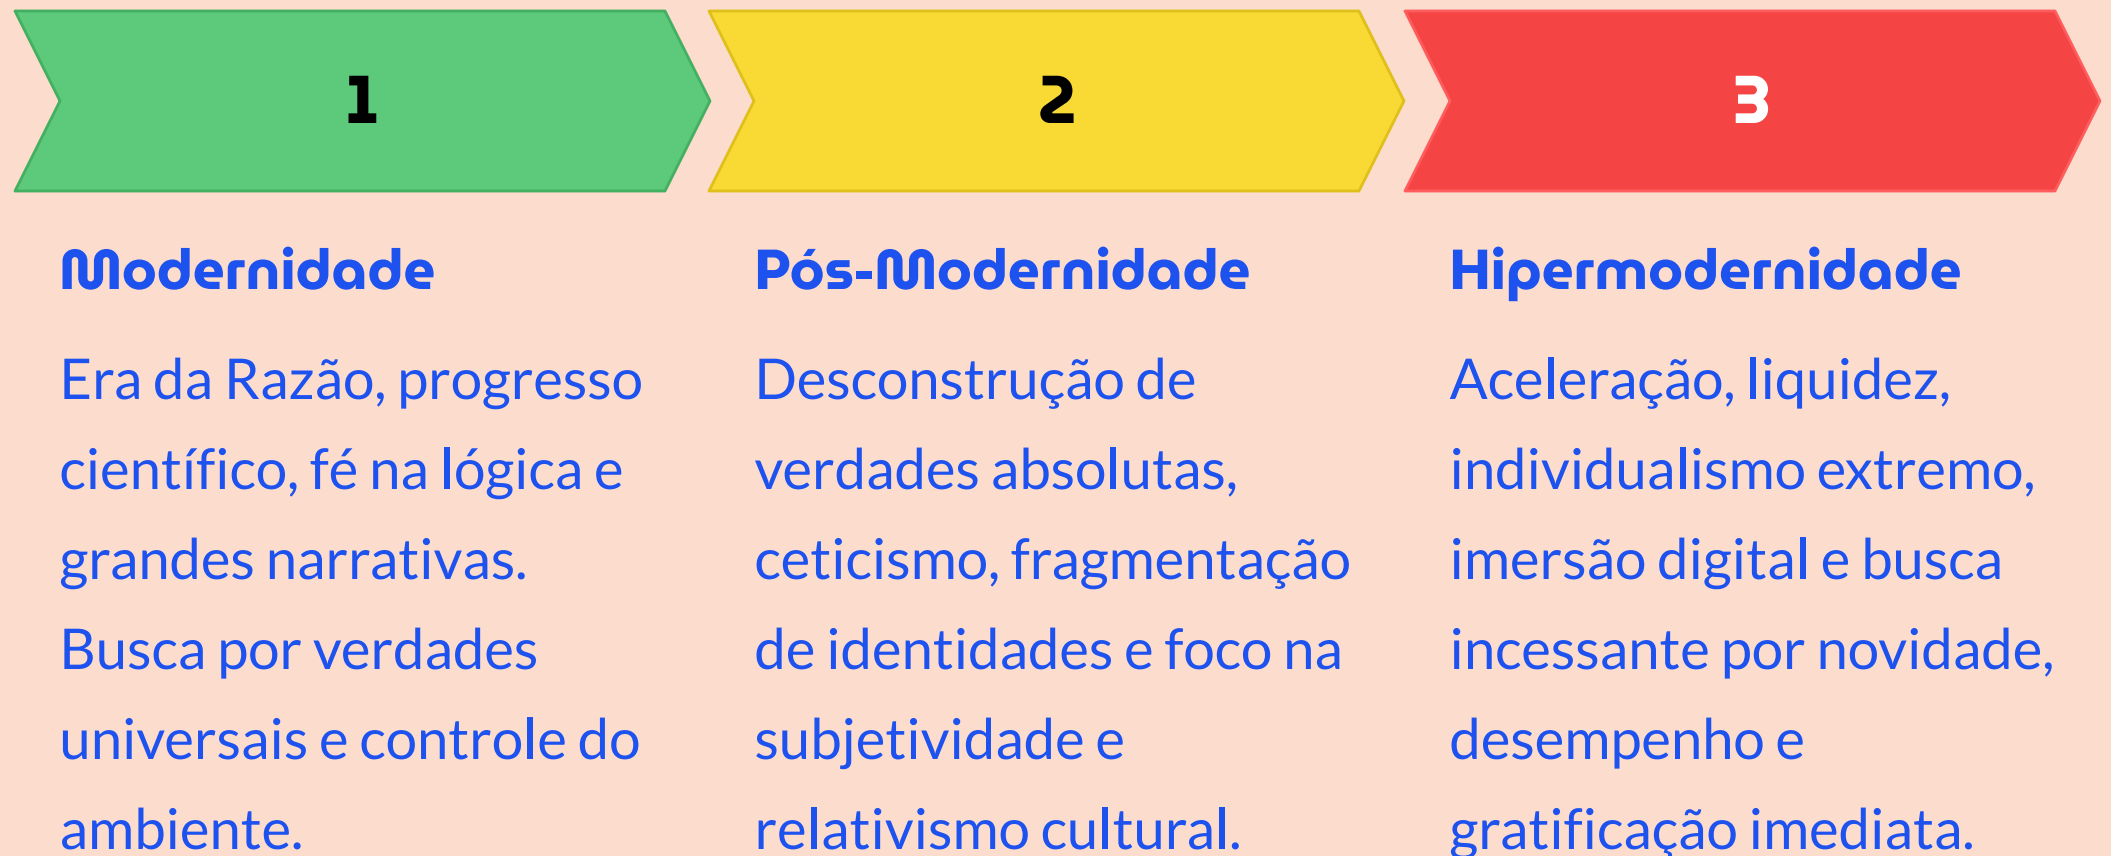 1
2
3
Modernidade
Era da Razão, progresso
científico, fé na lógica e
grandes narrativas.
Busca por verdades
universais e controle do
ambiente.
Pós-Modernidade
Desconstrução de
verdades absolutas,
ceticismo, fragmentação
de identidades e foco na
subjetividade e
relativismo cultural.
Hipermodernidade
Aceleração, liquidez,
individualismo extremo,
imersão digital e busca
incessante por novidade,
desempenho e
gratificação imediata.